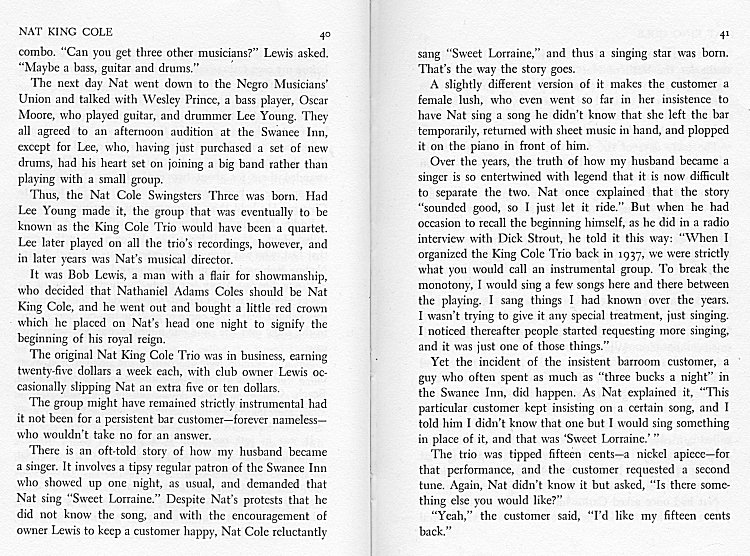 NAT KING COLE 40
combo. “Can you get three other musicians?” Lewis asked.
“Maybe a bass, guitar and drums.”
The next day Nat went down to the Negro Musicians’
Union and talked with Wesley Prince, a bass player, Oscar
Moore, who played guitar, and drummer Lee Young. They
all agreed to an afternoon audition at the Swanee Inn,
except for Lee, who, having just purchased a set of new
drums, had his heart set on joining a big band rather than
playing with a small group.
Thus, the Nat Cole Swingsters Three was born. Had
Lee Young made it, the group that was eventually to be
known as the King Cole Trio would have been a quartet.
Lee later played on all the trio’s recordings, however, and
in later years was Nat’s musical director.
It was Bob Lewis, a man with a flair for showmanship,
who decided that Nathaniel Adams Coles should be Nat
King Cole, and he went out and bought a little red crown
which he placed on Nat’s head one night to signify the
beginning of his royal reign.
The original Nat King Cole Trio was in business, earning
twenty-five dollars a week each, with club owner Lewis oc-
casionally slipping Nat an extra five or ten dollars.
The group might have remained strictly instrumental had
it not been for a persistent bar customer—forever nameless—
who wouldn’t take no for an answer.
There is an oft-told story of how my husband became
a singer. It involves a tipsy regular patron of the Swanee Inn
who showed up one night, as usual, and demanded that
Nat sing “Sweet Lorraine.” Despite Nat’s protests that he
did not know the song, and with the encouragement of
owner Lewis to keep a customer happy, Nat Cole reluctantly
41
sang “Sweet Lorraine,” and thus a singing star was born.
That’s the way the story goes.
A slightly different version of it makes the customer a
female lush, who even went so far in her insistence to
have Nat sing a song he didn’t know that she left the bar
temporarily, returned with sheet music in hand, and plopped
it on the piano in front of him.
Over the years, the truth of how my husband became a
singer is so entertwined with legend that it is now difficult
to separate the two. Nat once explained that the story
“sounded good, so I just let it ride.” But when he had
occasion to recall the beginning himself, as he did in a radio
interview with Dick Strout, he told it this way: “When I
organized the King Cole Trio back in 1937, we were strictly
what you would call an instrumental group. To break the
monotony, I would sing a few songs here and there between
the playing. I sang things I had known over the years.
I wasn’t trying to give it any special treatment, just singing.
I noticed thereafter people started requesting more singing,
and it was just one of those things.”
Yet the incident of the insistent barroom customer, a
guy who often spent as much as “three bucks a night” in
the Swanee Inn, did happen. As Nat explained it, “This
particular customer kept insisting on a certain song, and I
told him I didn’t know that one but I would sing something
in place of it, and that was ‘Sweet Lorraine.’ ”
The trio was tipped fifteen cents—a nickel apiece—for
that performance, and the customer requested a second
tune. Again, Nat didn’t know it but asked, “Is there some-
thing else you would like?”
“Yeah,” the customer said, “I’d like my fifteen cents
back.”